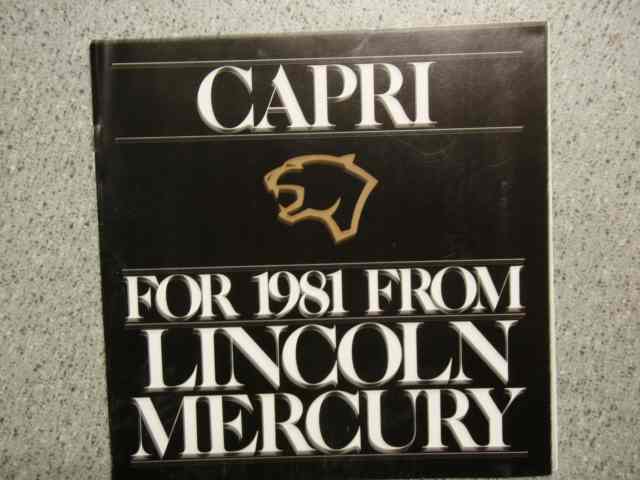 CAPRI
FOR 1981 FROM
LINCOLN
MERCURY